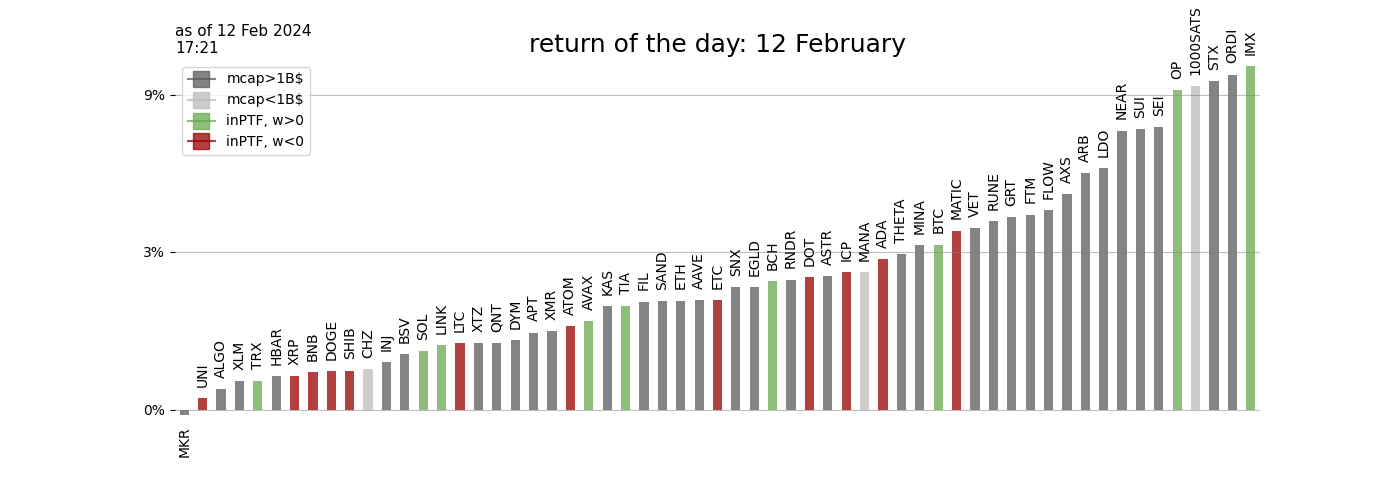 as of 12 Feb 2024
17:21
return of the day: 12 February
mcap>1B$
mcap<1B$
inPTF, w>0
inPTF, w<0
9%
3%
0%
MKR
UNI
ALGO
XLM
TRX
HBAR
XRP
BNB
DOGE
SHIB
CHZ
INJ
BSV
SOL
LINK
LTC
XTZ
QNT
DYM
APT
XMR
ATOM
AVAX
KAS
TIA
FIL
SAND
ETH
AAVE
ETC
SNX
EGLD
BCH
RNDR
DOT
ASTR
ICP
MANA
ADA
THETA
MINA
BTC
MATIC
VET
RUNE
GRT
FTM
FLOW
AXS
ARB
LDO
NEAR
SUI
SEI
OP
1000SATS
STX
ORDI
IMX